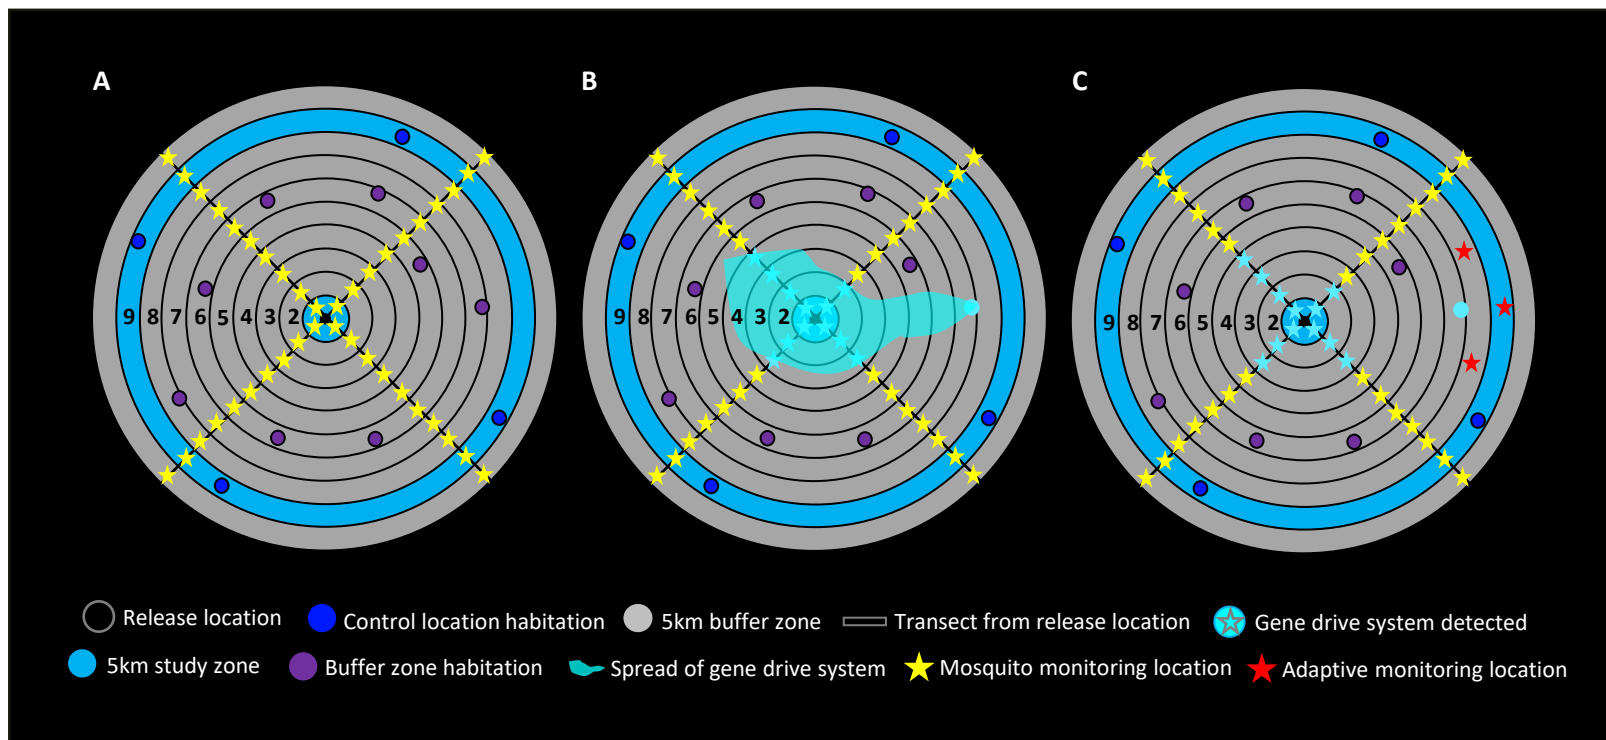 A B C
9 8 7 6 5 4 3 2
9 8 7 6 5 4 3 2
9 8 7 6 5 4 3 2
Release location Control location habitation 5km buffer zone Transect from release location Gene drive system detected
5km study zone Buffer zone habitation Spread of gene drive system Mosquito monitoring location Adaptive monitoring location